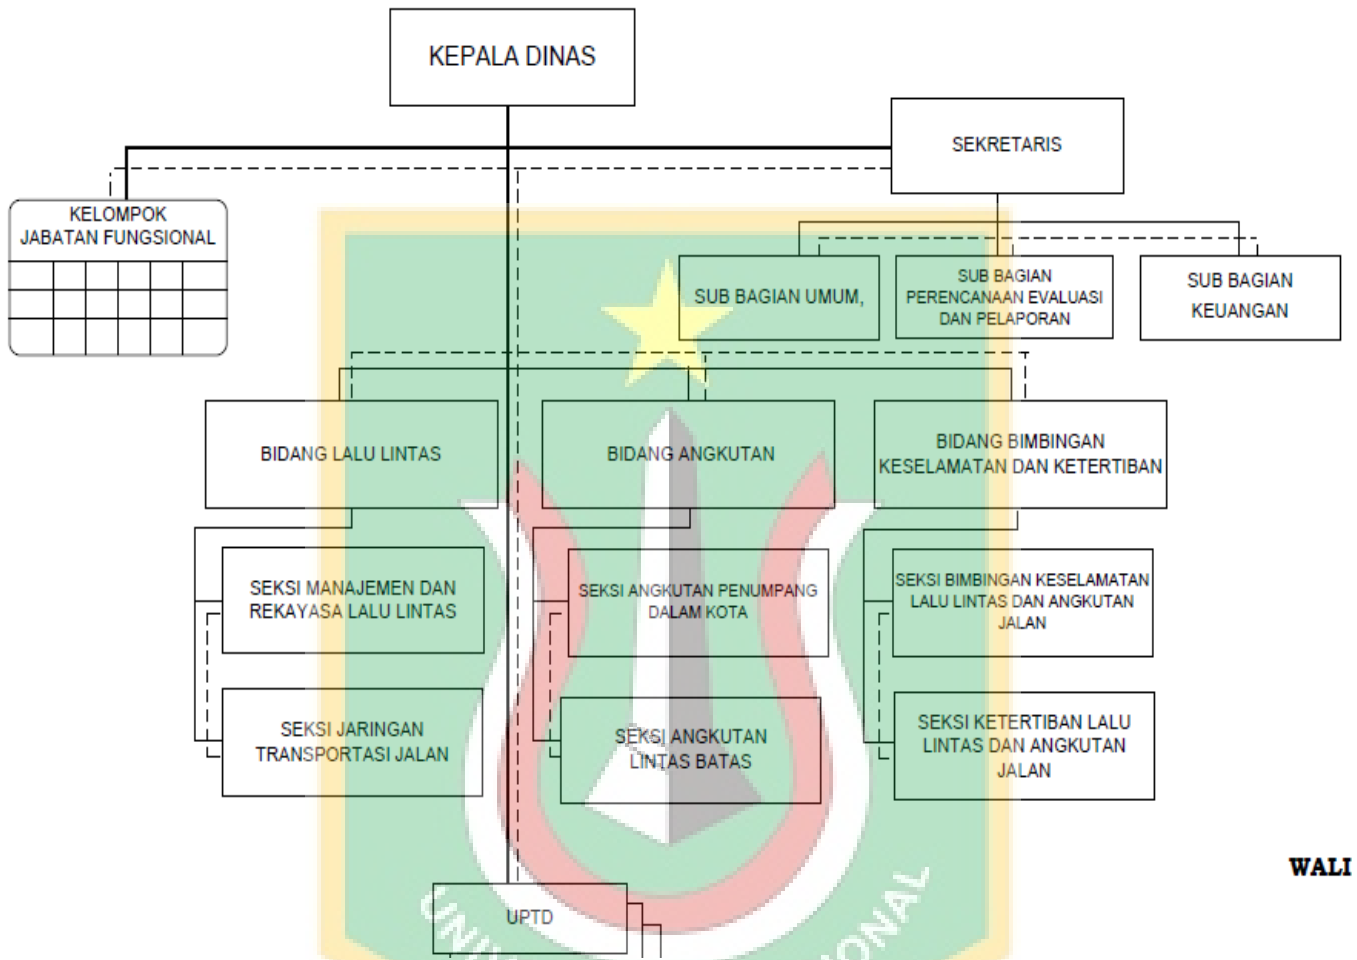 KEPALA DINAS
SEKRETARIS
KELOMPOK
JABATAN FUNGSIONAL
SUB BAGIAN UMUM,
SUB BAGIAN
PERENCANAAN EVALUASI
DAN PELAPORAN
SUB BAGIAN
KEUANGAN
BIDANG LALU LINTAS
BIDANG ANGKUTAN
BIDANG BIMBINGAN
KESELAMATAN DAN KETERTIBAN
SEKSI MANAJEMEN DAN
REKAYASA LALU LINTAS
SEKSI ANGKUTAN PENUMPANG
DALAM KOTA
SEKSI BIMBINGAN KESELAMATAN
LALU LINTAS DAN ANGKUTAN
JALAN
SEKSI JARINGAN
TRANSPORTASI JALAN
SEKSI ANGKUTAN
LINTAS BATAS
SEKSI KETERTIBAN LALU
LINTAS DAN ANGKUTAN
JALAN
WALI
UPTD